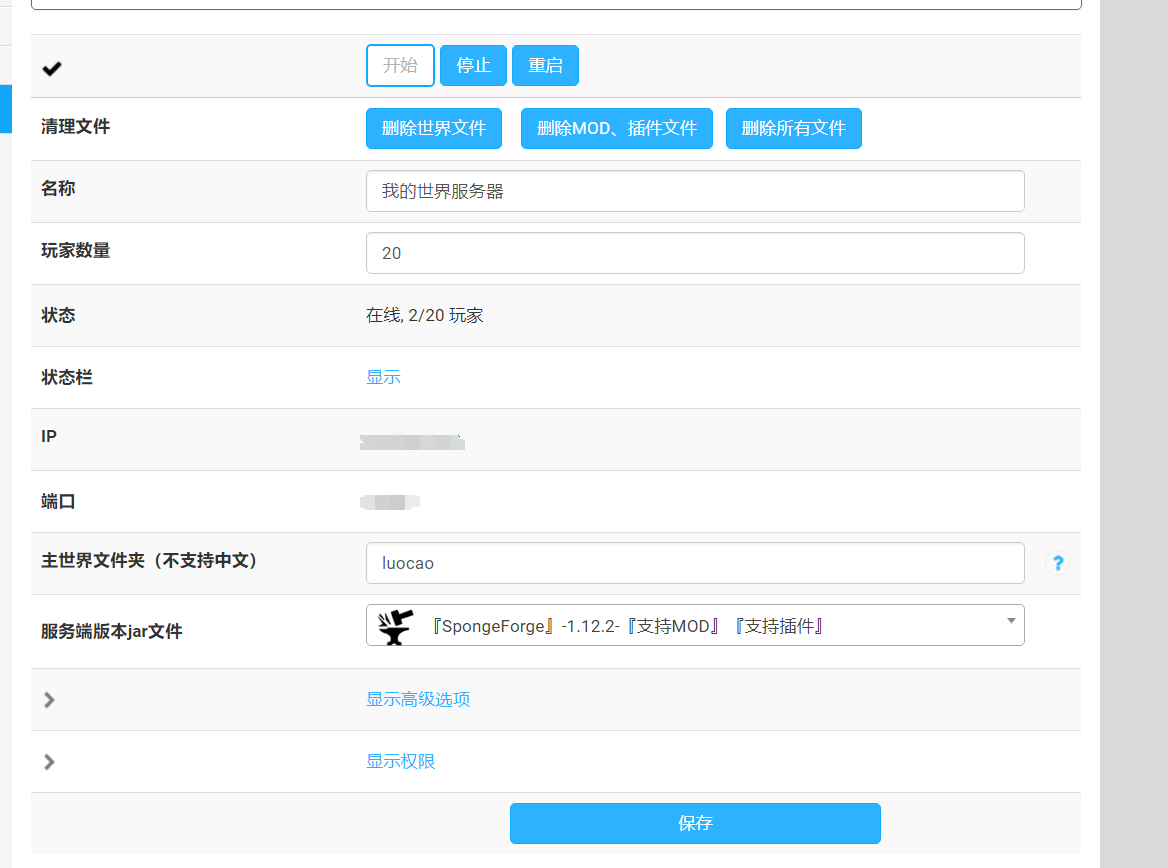 开始 停止 重启
清理文件 删除世界文件 删除MOD、插件文件 删除所有文件
名称 我的世界服务器
玩家数量 20
状态 在线, 2/20 玩家
状态栏 显示
IP
端口
主世界文件夹（不支持中文） luocao ?
服务端版本jar文件 『SpongeForge』-1.12.2-『支持MOD』『支持插件』
显示高级选项
显示权限
保存